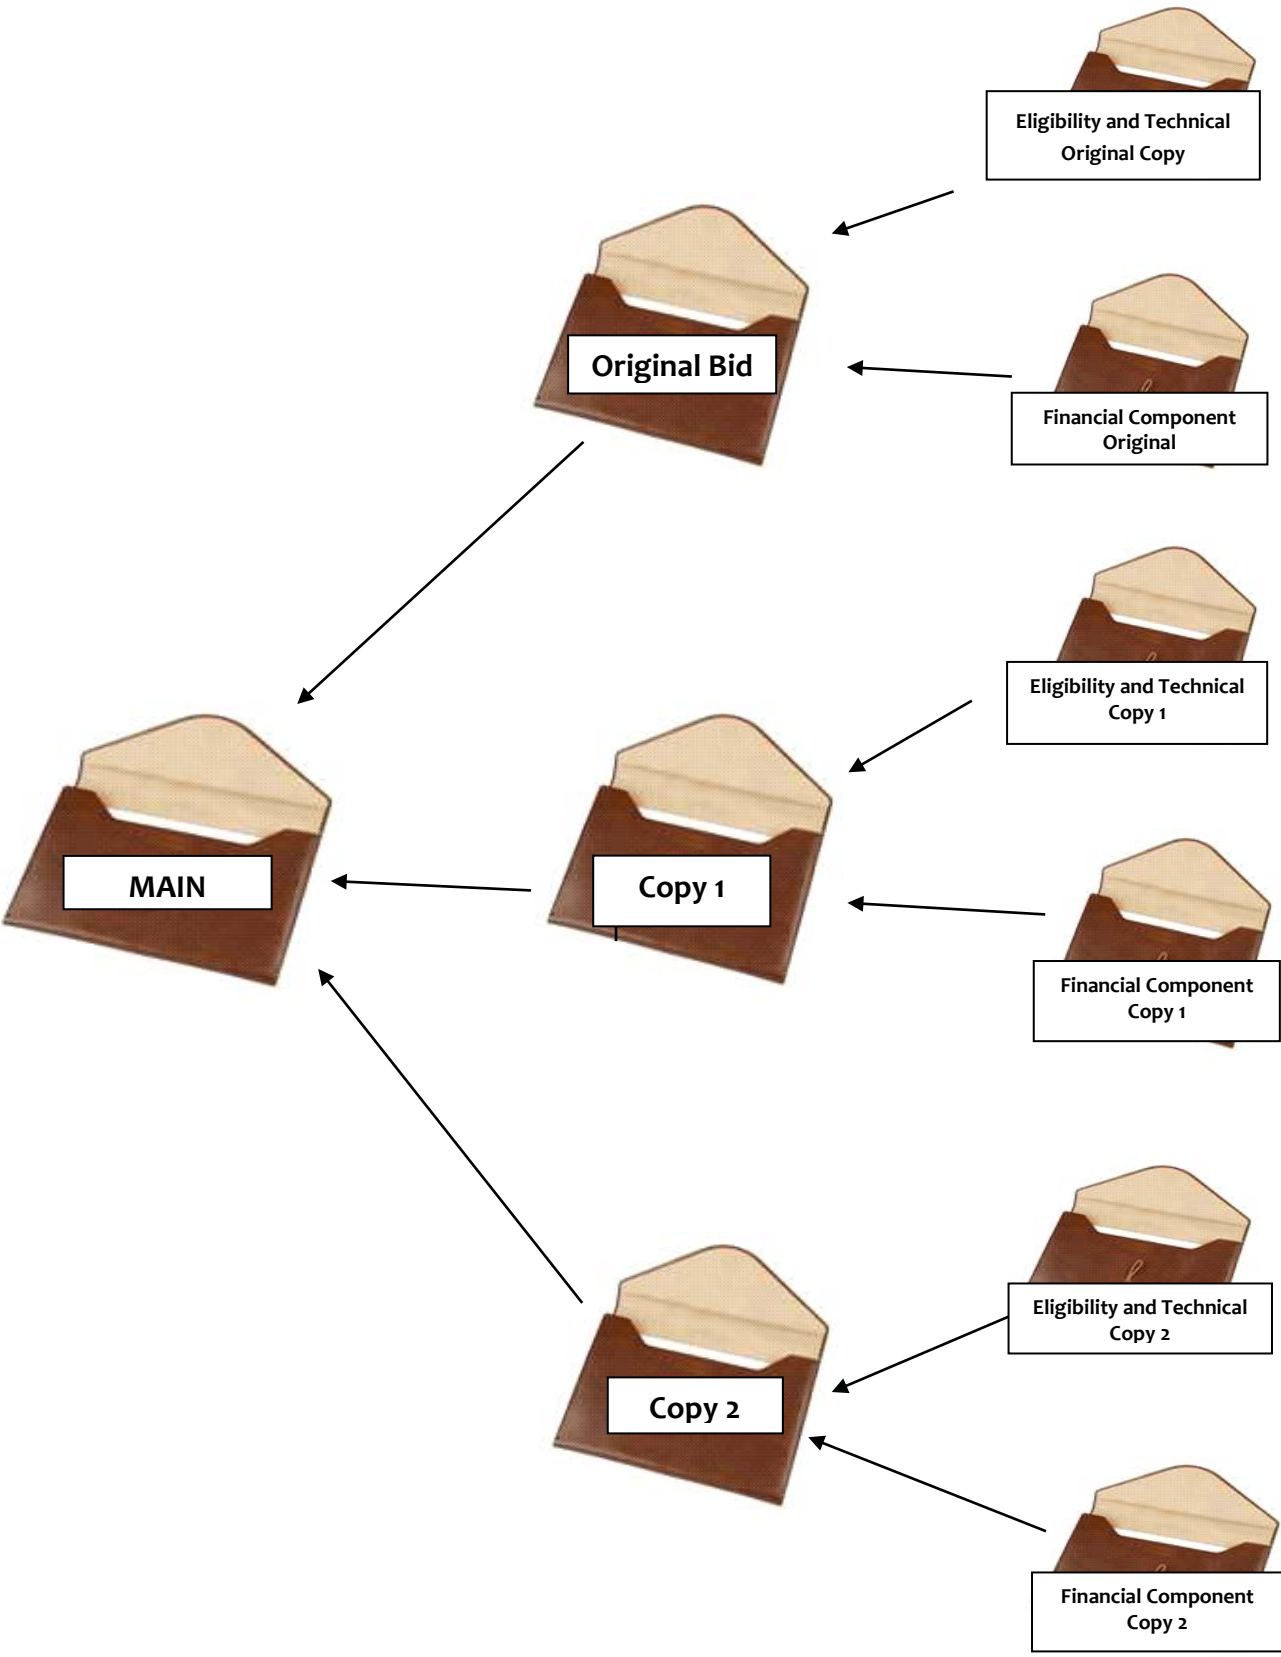 Eligibility and Technical
Original Copy
Original Bid
Financial Component
Original
Eligibility and Technical
Copy 1
MAIN
Copy 1
Financial Component
Copy 1
Eligibility and Technical
Copy 2
Copy 2
Financial Component
Copy 2